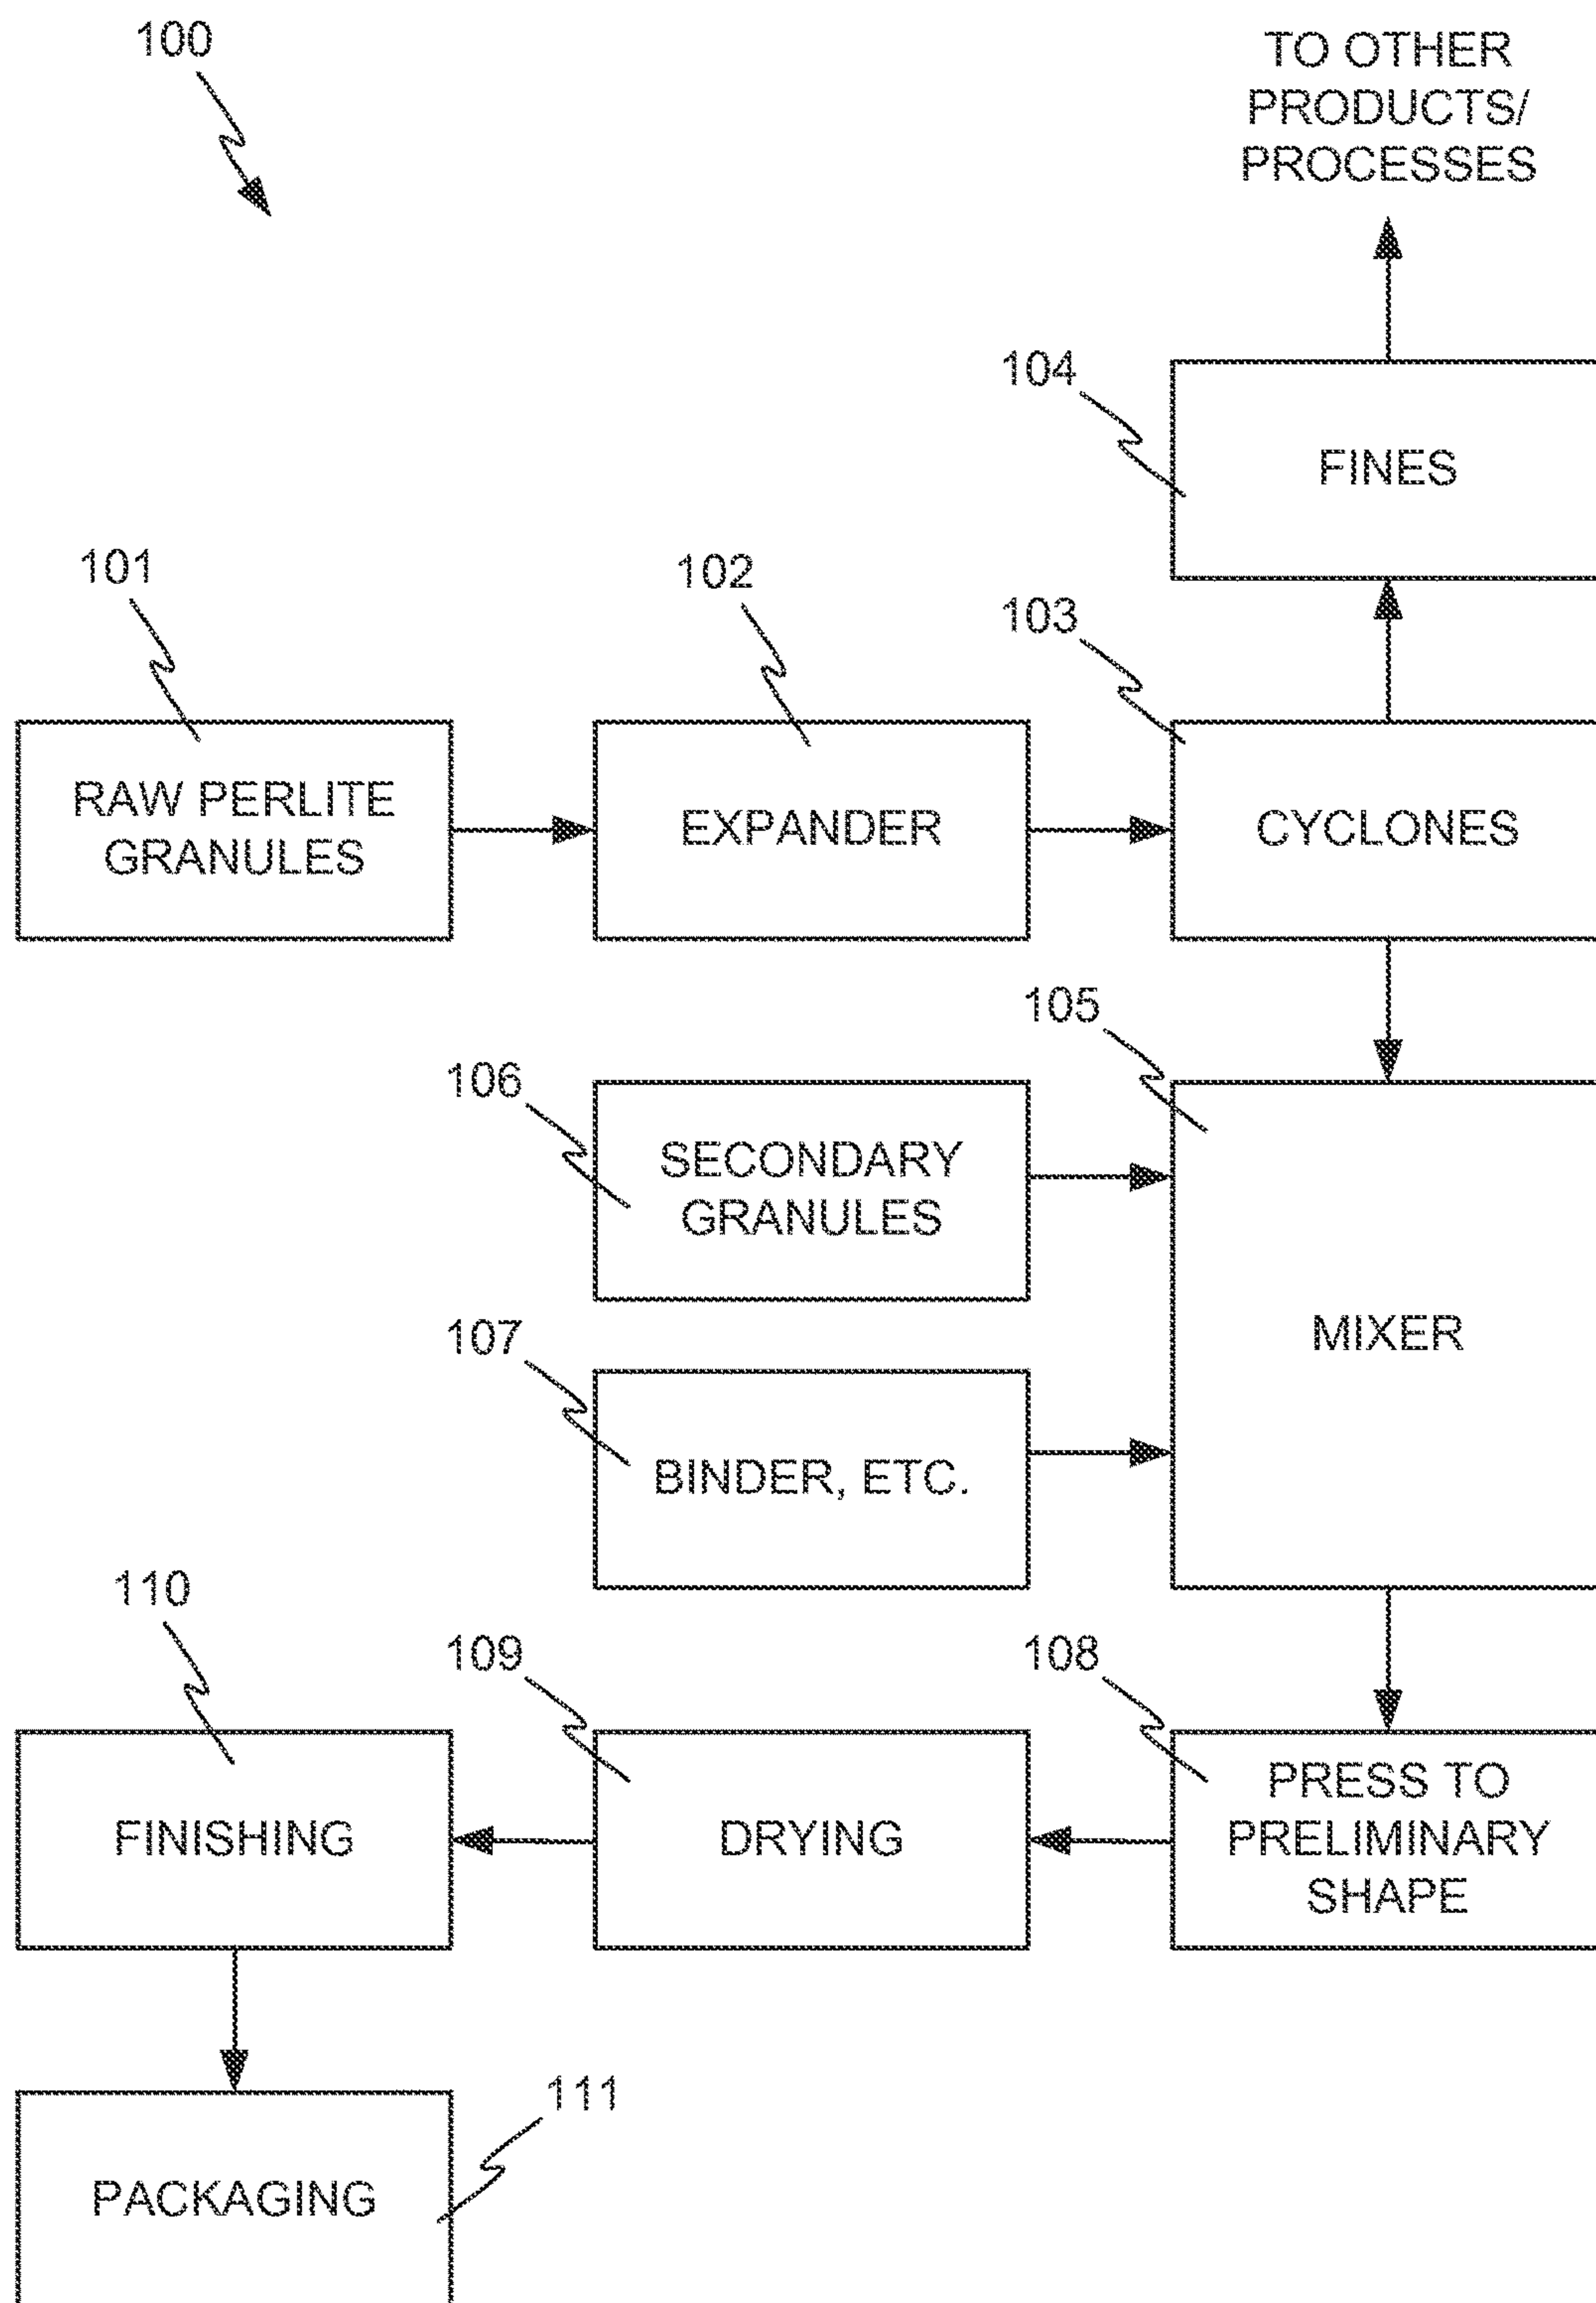 100
TO OTHER
PRODUCTS/
PROCESSES
104
FINES
101
102
103
RAW PERLITE
GRANULES
EXPANDER
CYCLONES
105
106
SECONDARY
GRANULES
MIXER
107
BINDER, ETC.
110
109
108
FINISHING
DRYING
PRESS TO
PRELIMINARY
SHAPE
111
PACKAGING